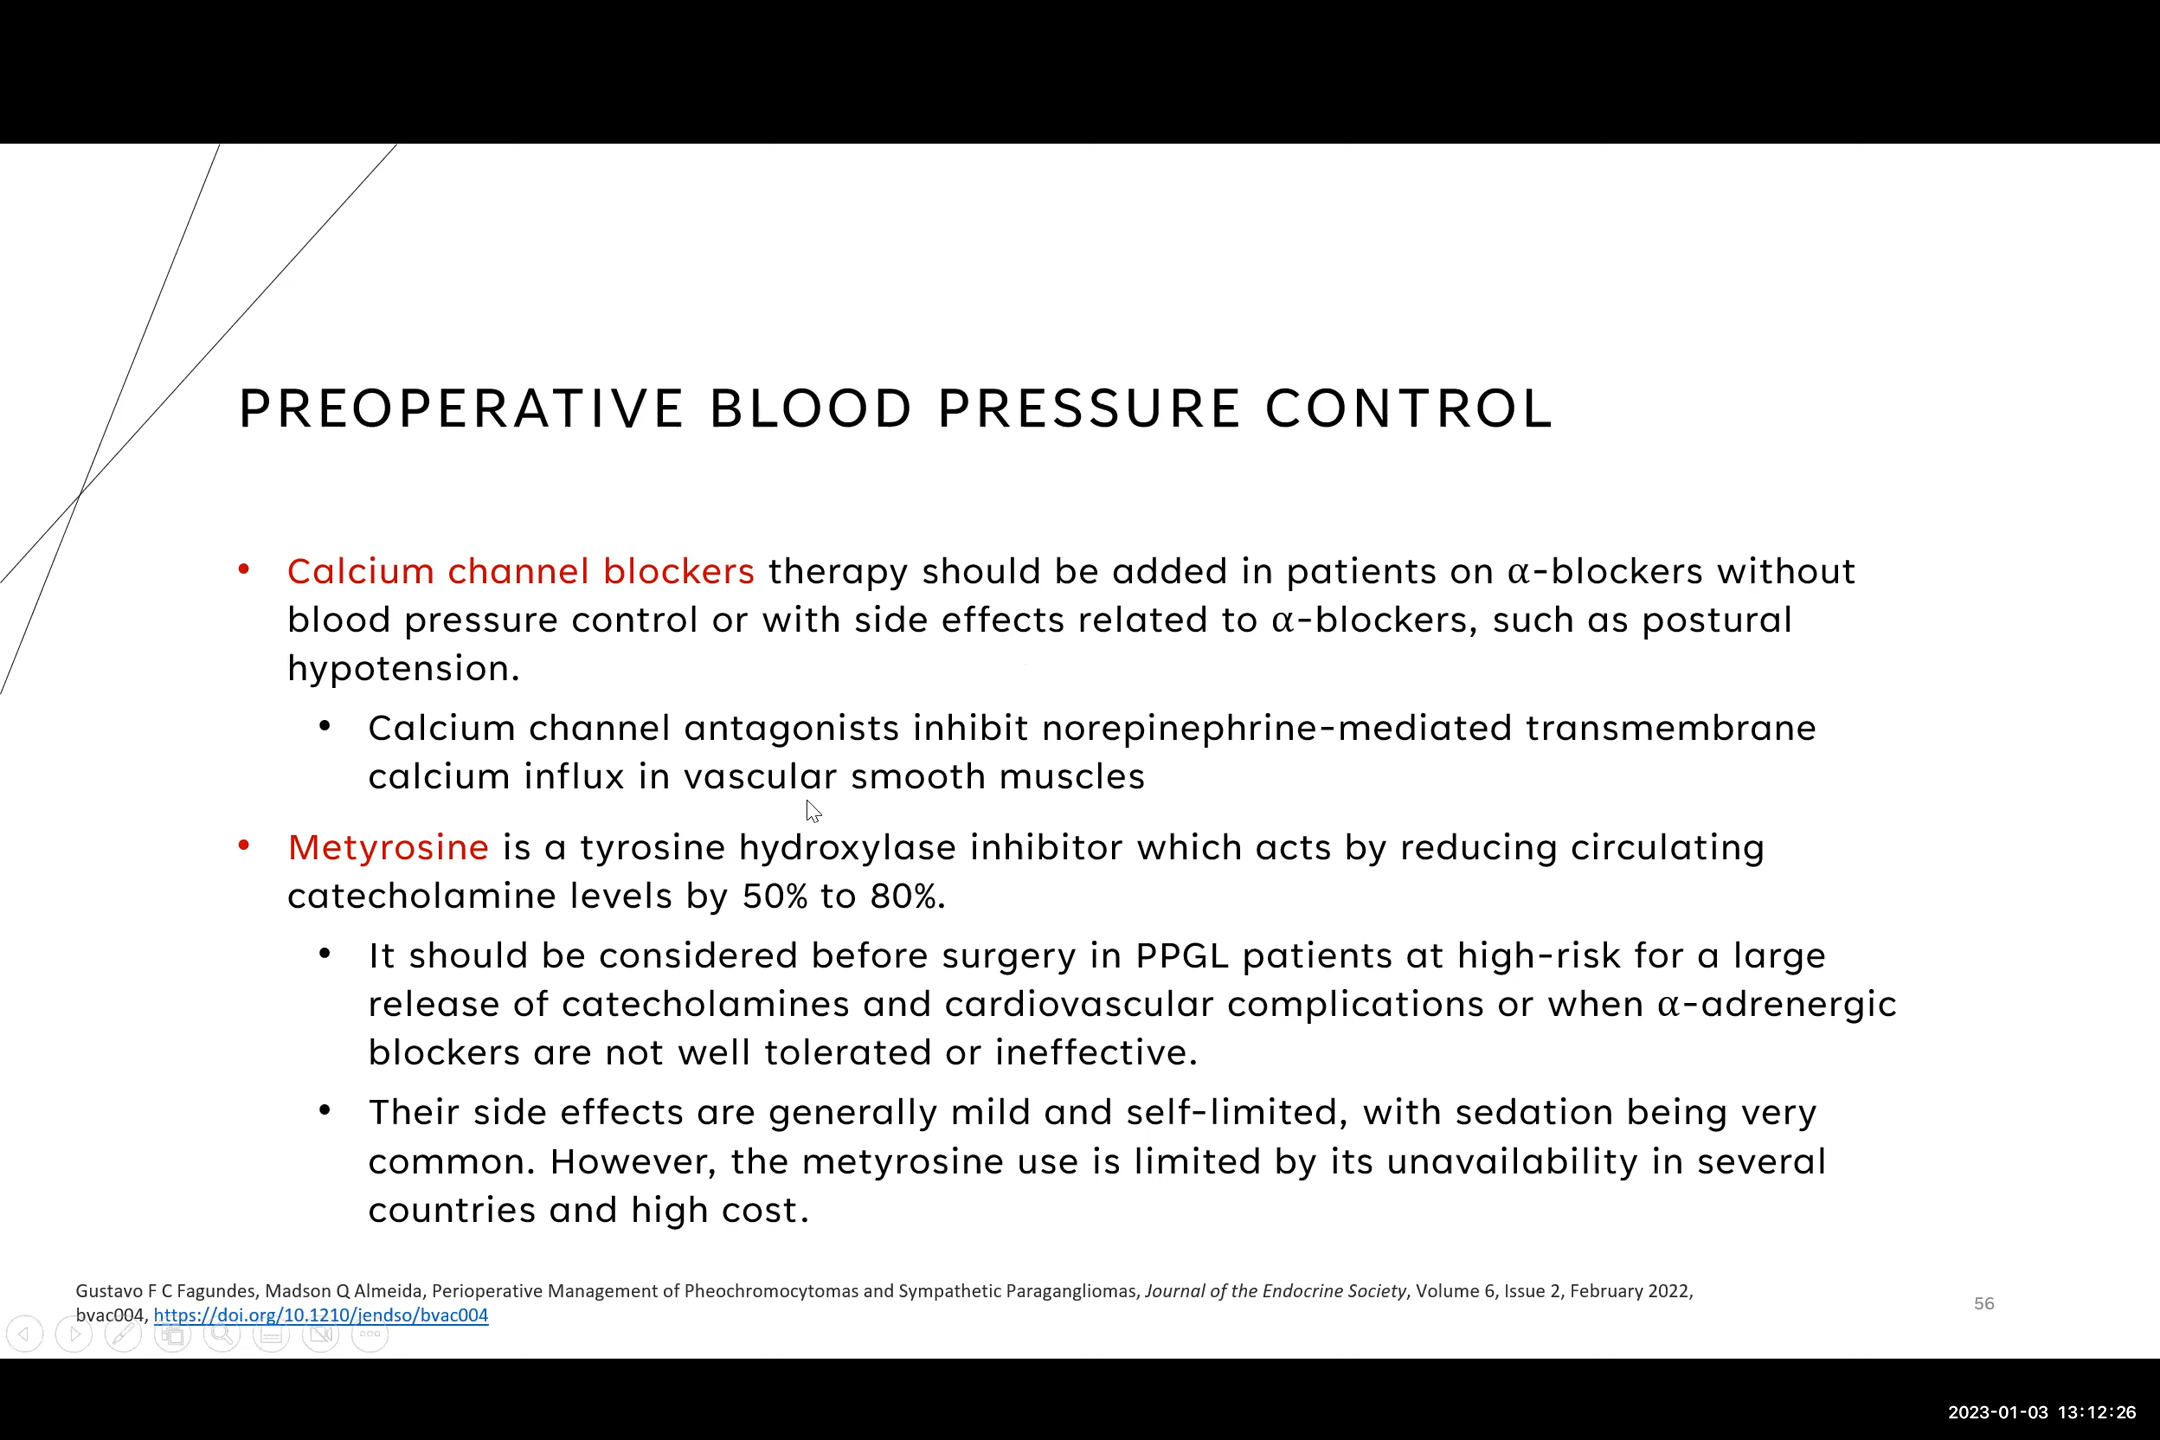 PREOPERATIVE BLOOD PRESSURE CONTROL
• Calcium channel blockers therapy should be added in patients on α-blockers without
blood pressure control or with side effects related to α-blockers, such as postural
hypotension.
• Calcium channel antagonists inhibit norepinephrine-mediated transmembrane
calcium influx in vascular smooth muscles
• Metyrosine is a tyrosine hydroxylase inhibitor which acts by reducing circulating
catecholamine levels by 50% to 80%.
• It should be considered before surgery in PPGL patients at high-risk for a large
release of catecholamines and cardiovascular complications or when α-adrenergic
blockers are not well tolerated or ineffective.
• Their side effects are generally mild and self-limited, with sedation being very
common. However, the metyrosine use is limited by its unavailability in several
countries and high cost.
Gustavo F C Fagundes, Madson Q Almeida, Perioperative Management of Pheochromocytomas and Sympathetic Paragangliomas, Journal of the Endocrine Society, Volume 6, Issue 2, February 2022,
bvac004, https://doi.org/10.1210/jendso/bvac004
56
2023-01-03 13:12:26